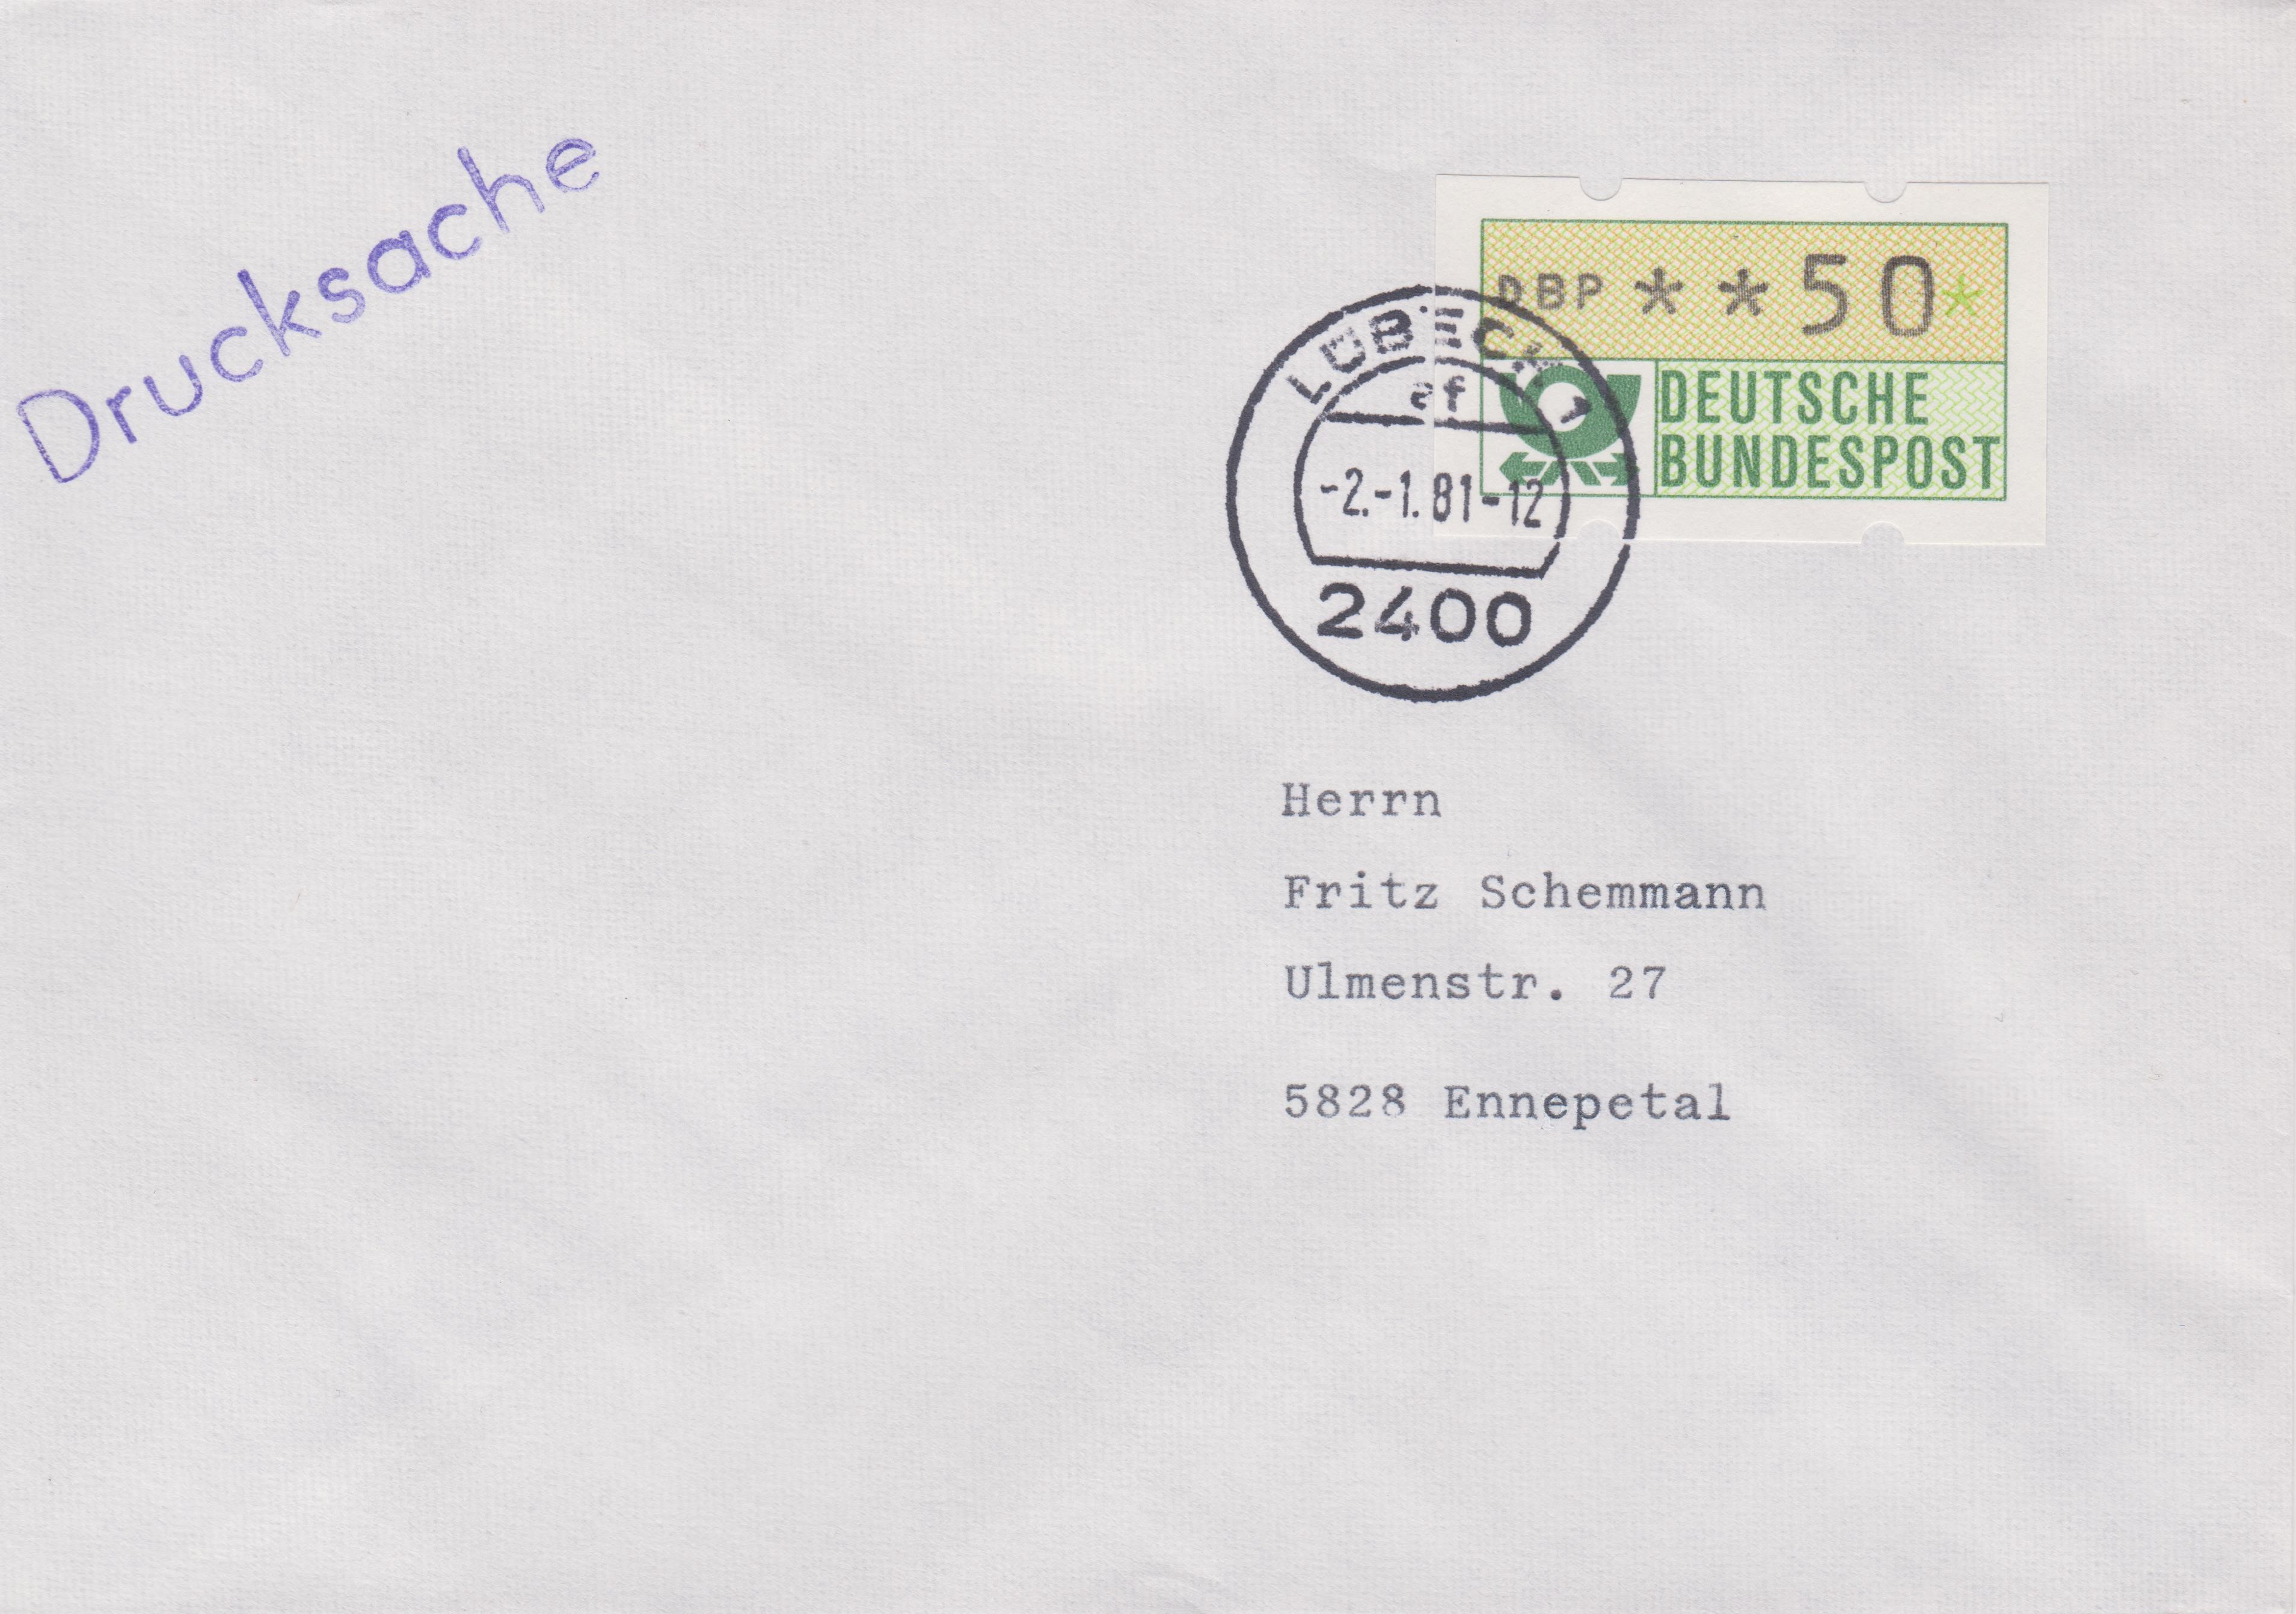 Drucksache
DBP **50*
DEUTSCHE
BUNDESPOST
LÜBECK 1
af
-2.-1.81-12
2400
Herrn
Fritz Schemmann
Ulmenstr. 27
5828 Ennepetal